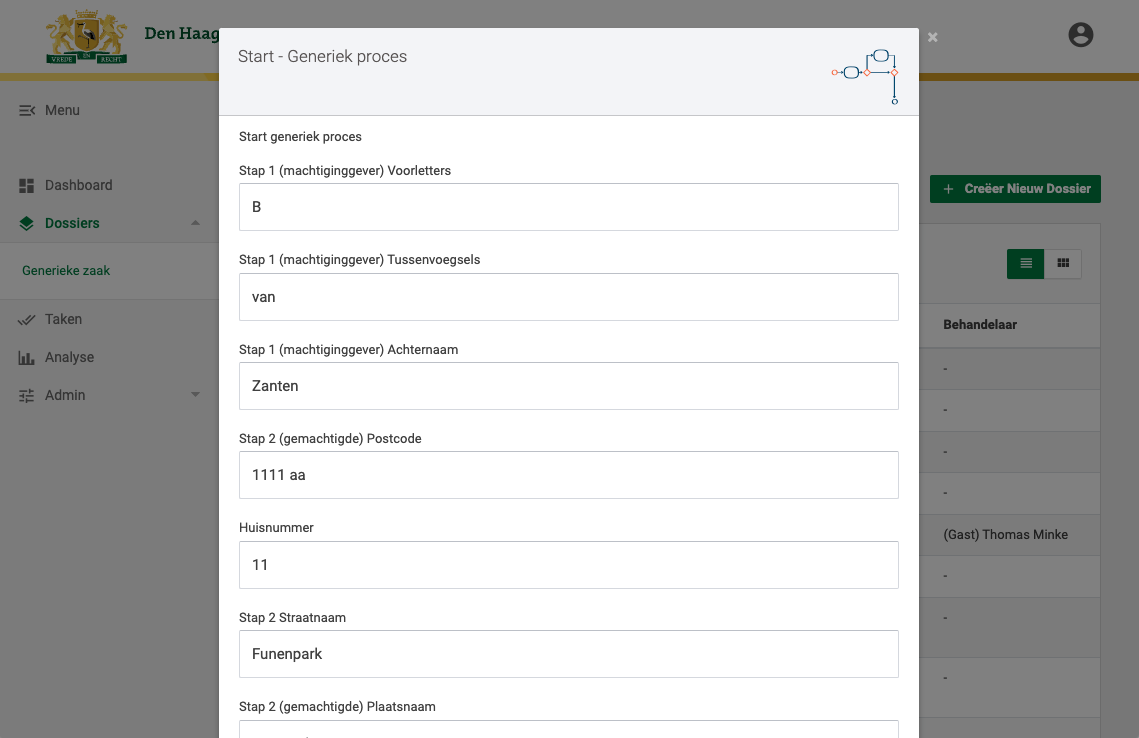 VREDE EN RECHT
Den Haag
Start - Generiek proces
×
Menu
Start generiek proces
Stap 1 (machtiginggever) Voorletters
Dashboard
B
+ Creëer Nieuw Dossier
Dossiers
Stap 1 (machtiginggever) Tussenvoegsels
Generieke zaak
van
Taken
Behandelaar
Stap 1 (machtiginggever) Achternaam
Analyse
-
Zanten
Admin
-
Stap 2 (gemachtigde) Postcode
-
1111 aa
-
Huisnummer
(Gast) Thomas Minke
11
-
Stap 2 Straatnaam
-
Funenpark
-
Stap 2 (gemachtigde) Plaatsnaam